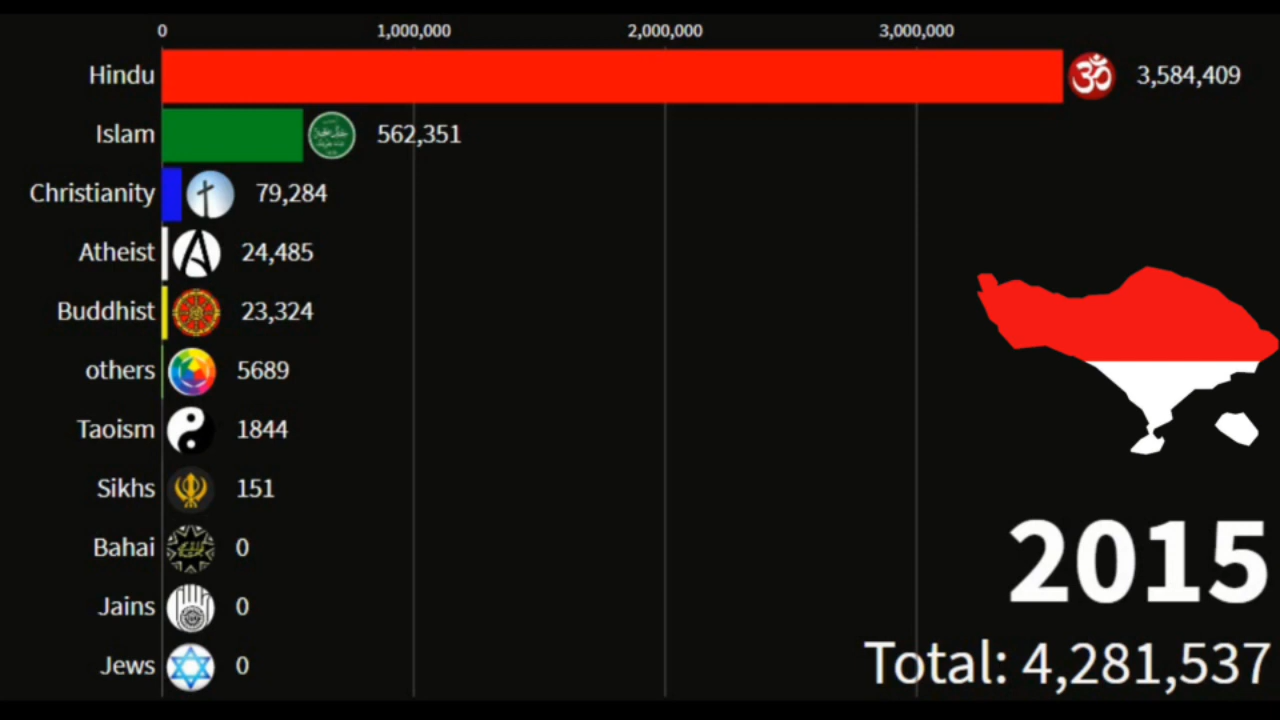 0 1,000,000 2,000,000 3,000,000
Hindu ॐ 3,584,409
Islam 562,351
Christianity 79,284
Atheist 24,485
Buddhist 23,324
others 5689
Taoism 1844
Sikhs 151
Bahai 0
Jains 0
Jews 0
2015
Total: 4,281,537